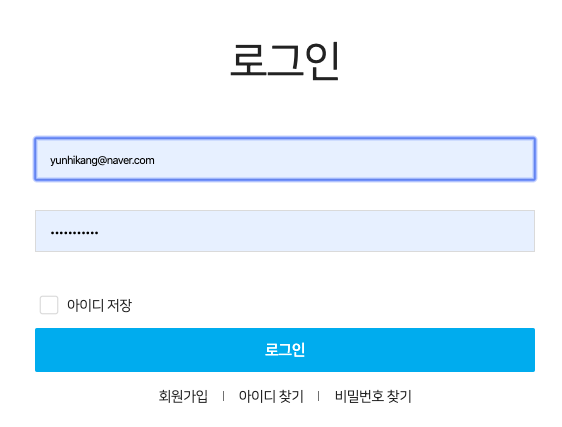 로그인
yunhikang@naver.com
•••••••••••
아이디 저장
로그인
회원가입 | 아이디 찾기 | 비밀번호 찾기